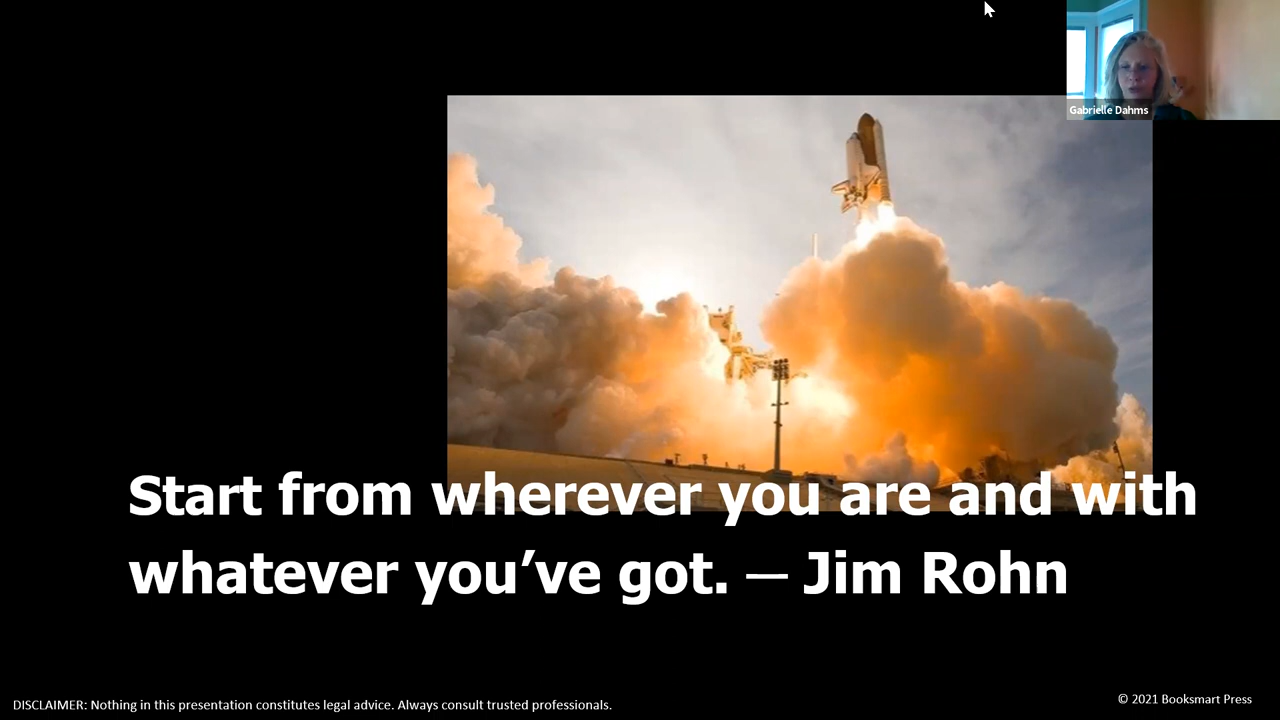 Gabrielle Dahms
Start from wherever you are and with
whatever you’ve got. — Jim Rohn
DISCLAIMER: Nothing in this presentation constitutes legal advice. Always consult trusted professionals.
© 2021 Booksmart Press